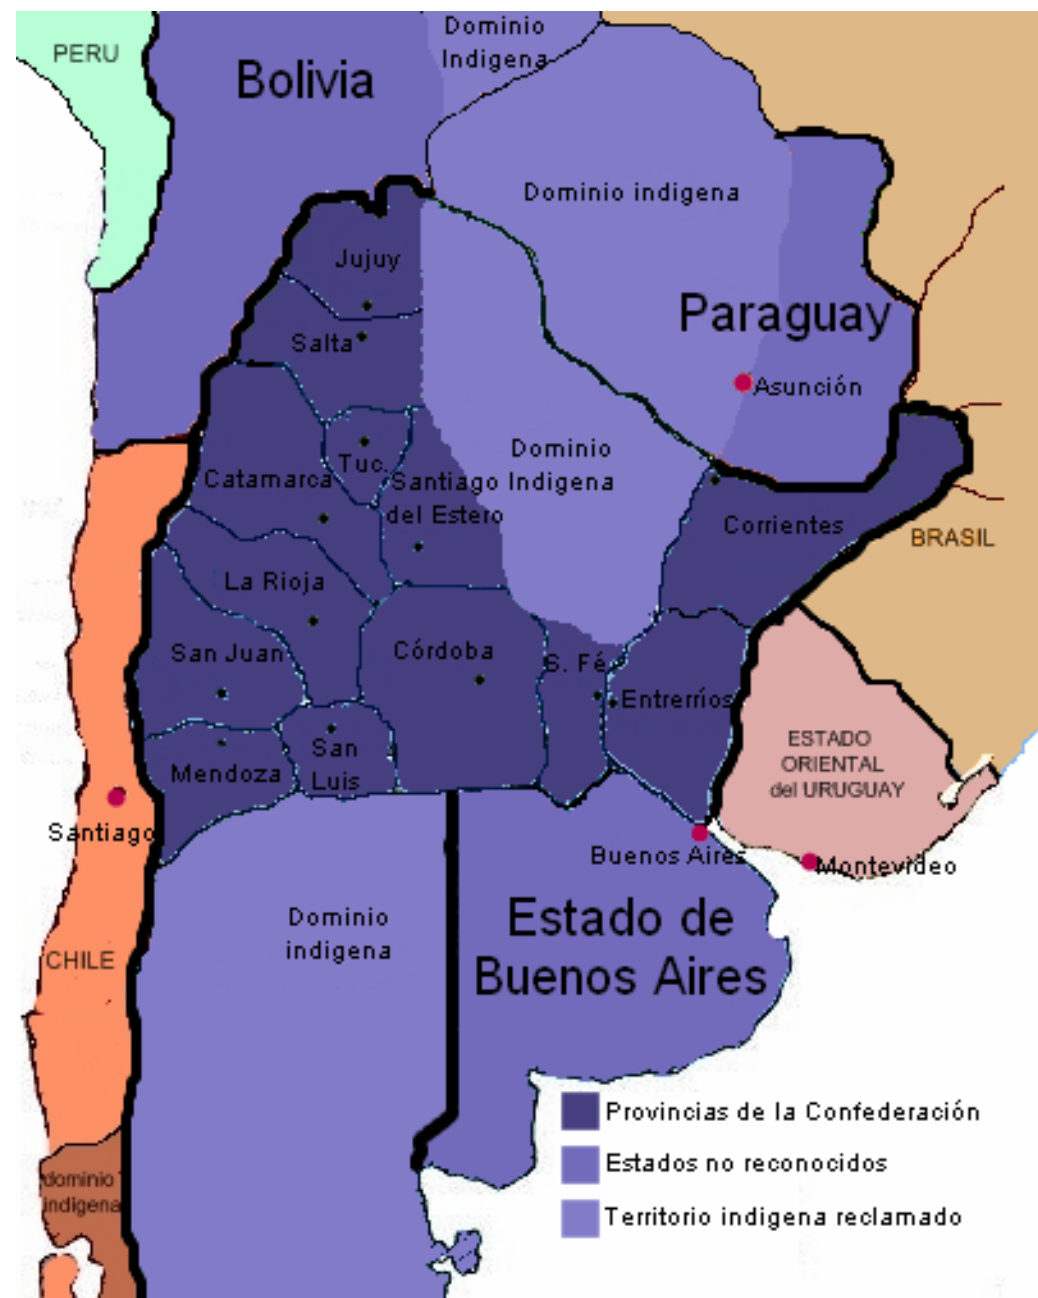 Dominio
Indigena
PERU
Bolivia
Dominio indigena
Jujuy
Paraguay
Salta
Asunción
Dominio
Indigena
Tuc.
Catamarca
Santiago
del Estero
Corrientes
BRASIL
La Rioja
San Juan
Córdoba
S. Fé
Entrerríos
San
Luis
Mendoza
ESTADO
ORIENTAL
del URUGUAY
Santiago
Buenos Aires
Montevideo
Dominio
indigena
Estado de
Buenos Aires
CHILE
Provincias de la Confederación
Estados no reconocidos
Territorio indigena reclamado
dominio
indigena